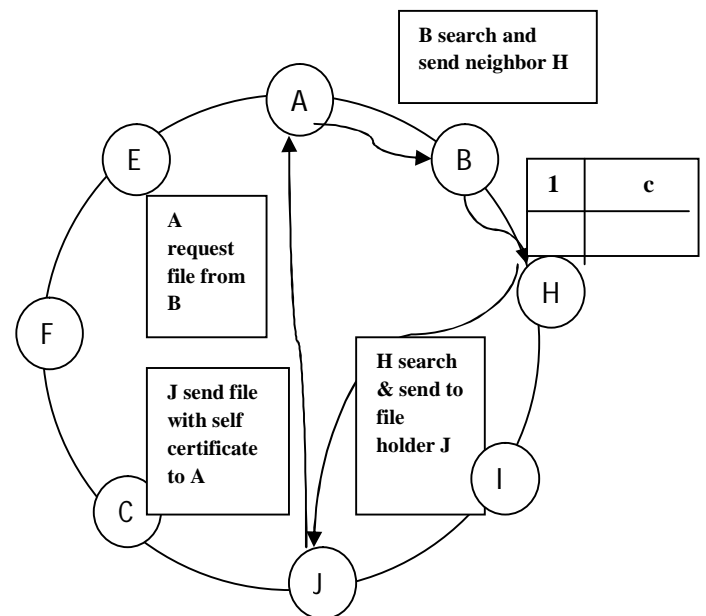 B search and
send neighbor H
A
B
E
1 c
A
request
file from
B
H
F
H search
& send to
file
holder J
J send file
with self
certificate
to A
I
C
J